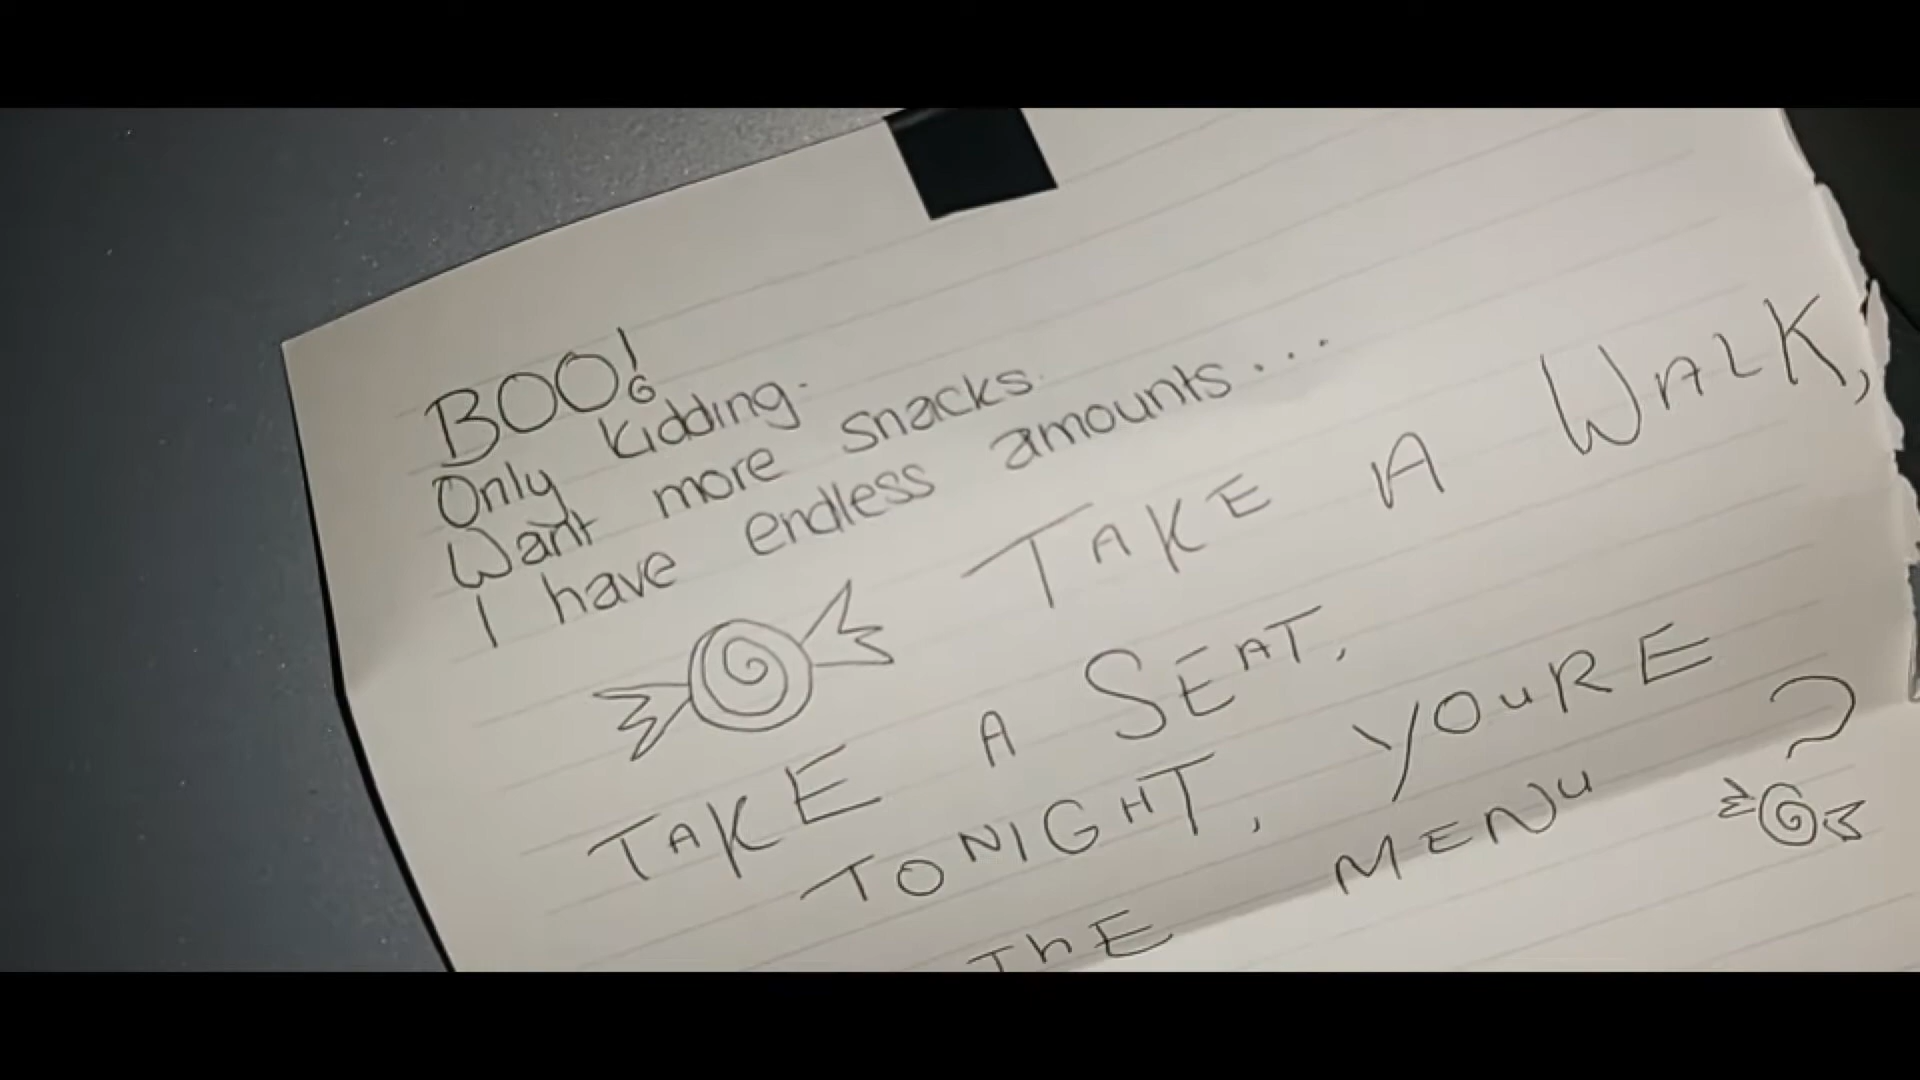 BOO!
Only kidding.
Want more snacks.
I have endless amounts...
TAKE A WALK,
TAKE A SEAT,
TONIGHT, YOURE
THE MENU ?